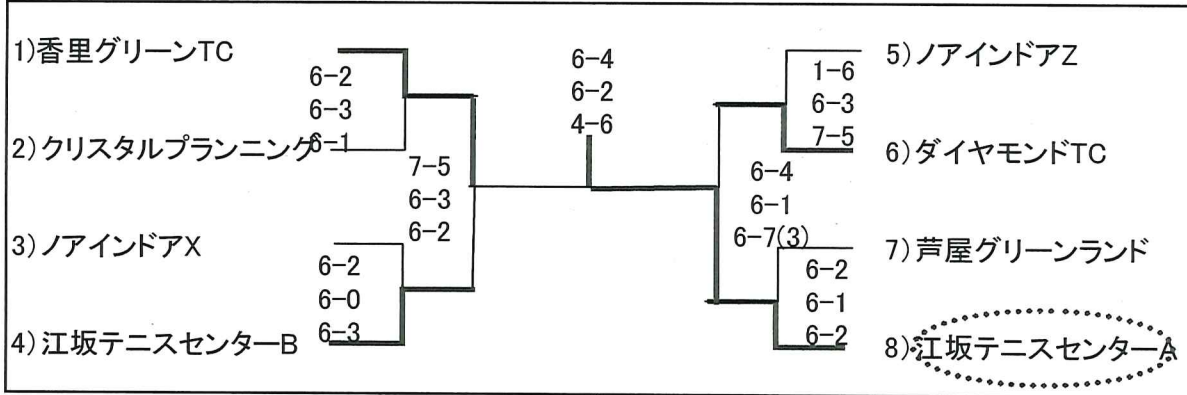 1)香里グリーンTC
6-2
6-3
6-1
2)クリスタルプランニング
7-5
6-3
6-2
3)ノアインドアX
6-2
6-0
6-3
4)江坂テニスセンターB
6-4
6-2
4-6
5)ノアインドアZ
1-6
6-3
7-5
6)ダイヤモンドTC
6-4
6-1
6-7(3)
7)芦屋グリーンランド
6-2
6-1
6-2
8)江坂テニスセンターA